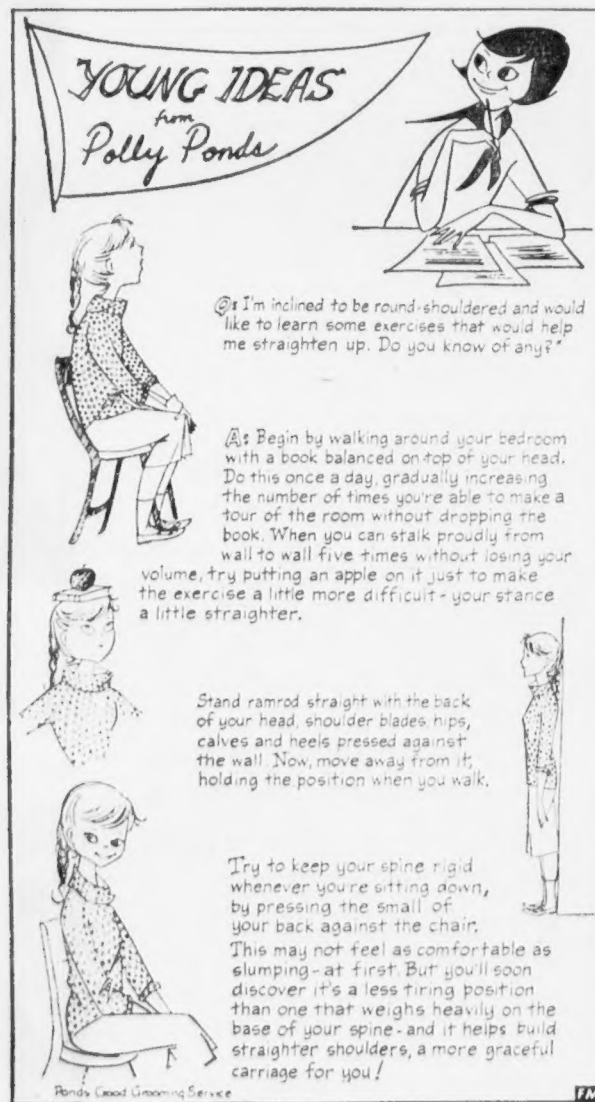 YOUNG IDEAS
from
Polly Ponds
Q: I'm inclined to be round-shouldered and would
like to learn some exercises that would help
me straighten up. Do you know of any?"
A: Begin by walking around your bedroom
with a book balanced on top of your head.
Do this once a day, gradually increasing
the number of times you're able to make a
tour of the room without dropping the
book. When you can stalk proudly from
wall to wall five times without losing your
volume, try putting an apple on it just to make
the exercise a little more difficult - your stance
a little straighter.
Stand ramrod straight with the back
of your head, shoulder blades, hips,
calves and heels pressed against
the wall. Now, move away from it,
holding the position when you walk.
Try to keep your spine rigid
whenever you're sitting down,
by pressing the small of
your back against the chair.
This may not feel as comfortable as
slumping - at first. But you'll soon
discover it's a less tiring position
than one that weighs heavily on the
base of your spine - and it helps build
straighter shoulders, a more graceful
carriage for you!
Ponds Good Grooming Service
FM